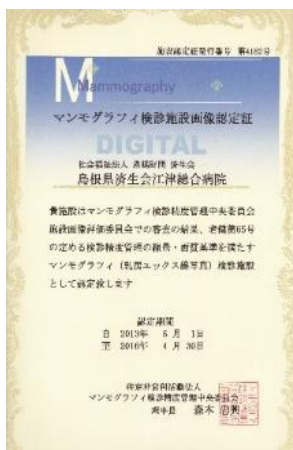 施設認定証発行番号 第4182号
Mammography
マンモグラフィ検診施設画像認定証
DIGITAL
社会福祉法人 恩賜財団 済生会
島根県済生会江津総合病院
貴施設はマンモグラフィ検診精度管理中央委員会
施設画像評価委員会での審査の結果、老健第65号
の定める検診精度管理の線量・画質基準を満たす
マンモグラフィ（乳房エックス線写真）検診施設
として認定致します
認定期間
自 2013年 5月 1日
至 2016年 4月 30日
特定非営利活動法人
マンモグラフィ検診精度管理中央委員会
理事長 森本 忠興